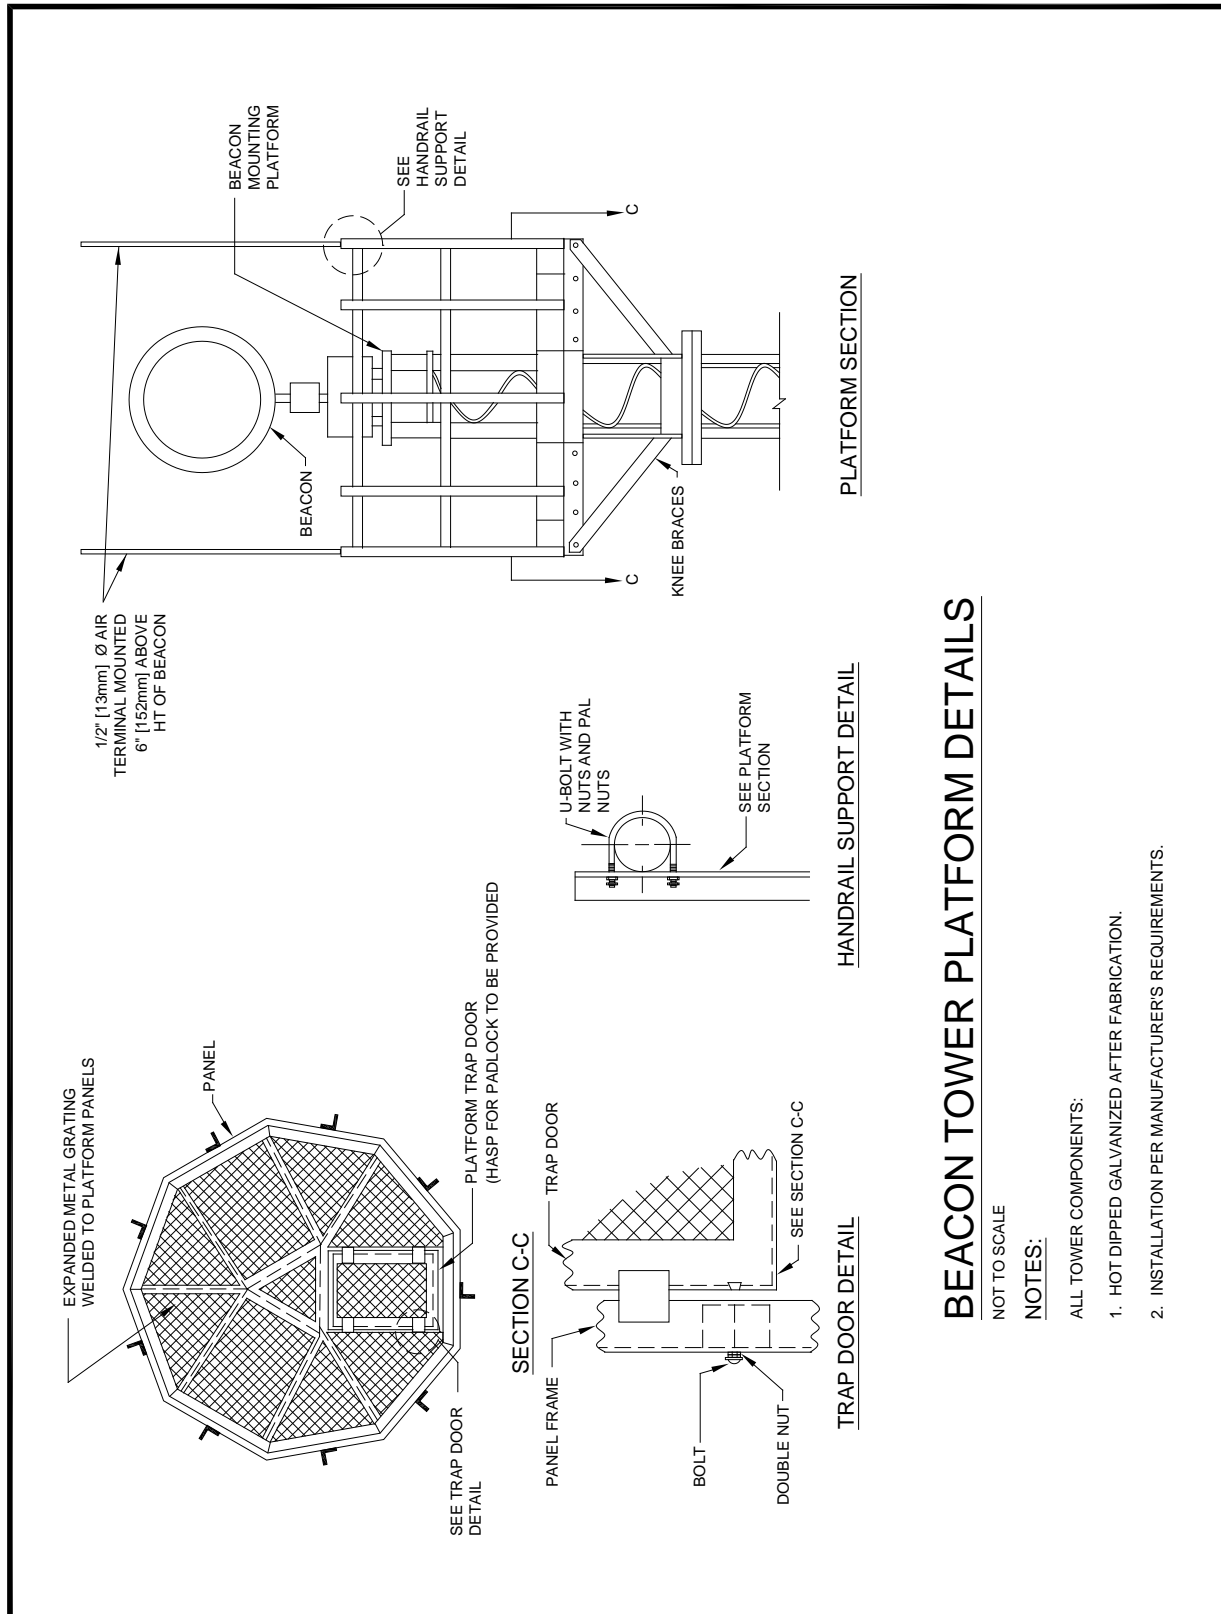 EXPANDED METAL GRATING
WELDED TO PLATFORM PANELS
PANEL
PLATFORM TRAP DOOR
(HASP FOR PADLOCK TO BE PROVIDED
SEE TRAP DOOR
DETAIL
SECTION C-C
1/2" [13mm] Ø AIR
TERMINAL MOUNTED
6" [152mm] ABOVE
HT OF BEACON
BEACON
BEACON
MOUNTING
PLATFORM
SEE
HANDRAIL
SUPPORT
DETAIL
C
C
KNEE BRACES
PLATFORM SECTION
PANEL FRAME
TRAP DOOR
BOLT
DOUBLE NUT
SEE SECTION C-C
TRAP DOOR DETAIL
U-BOLT WITH
NUTS AND PAL
NUTS
SEE PLATFORM
SECTION
HANDRAIL SUPPORT DETAIL
BEACON TOWER PLATFORM DETAILS
NOT TO SCALE
NOTES:
ALL TOWER COMPONENTS:
1. HOT DIPPED GALVANIZED AFTER FABRICATION.
2. INSTALLATION PER MANUFACTURER'S REQUIREMENTS.